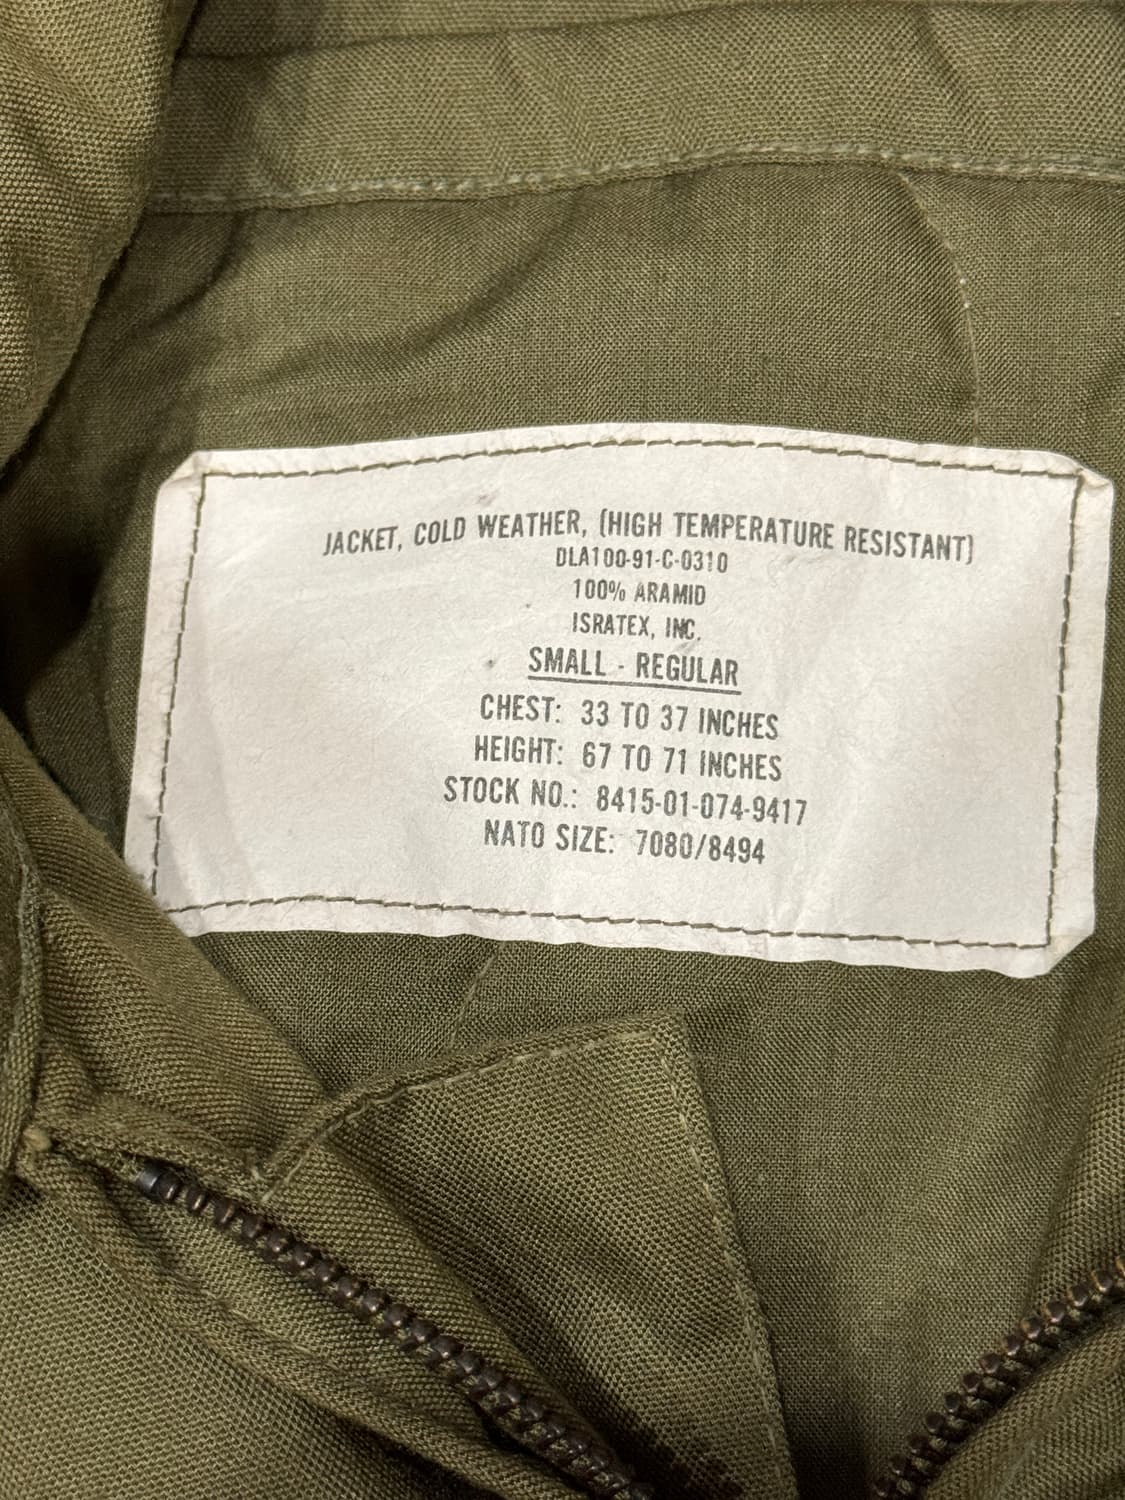 JACKET, COLD WEATHER, (HIGH TEMPERATURE RESISTANT)
DLA100-91-C-0310
100% ARAMID
ISRATEX, INC.
SMALL - REGULAR
CHEST: 33 TO 37 INCHES
HEIGHT: 67 TO 71 INCHES
STOCK NO.: 8415-01-074-9417
NATO SIZE: 7080/8494